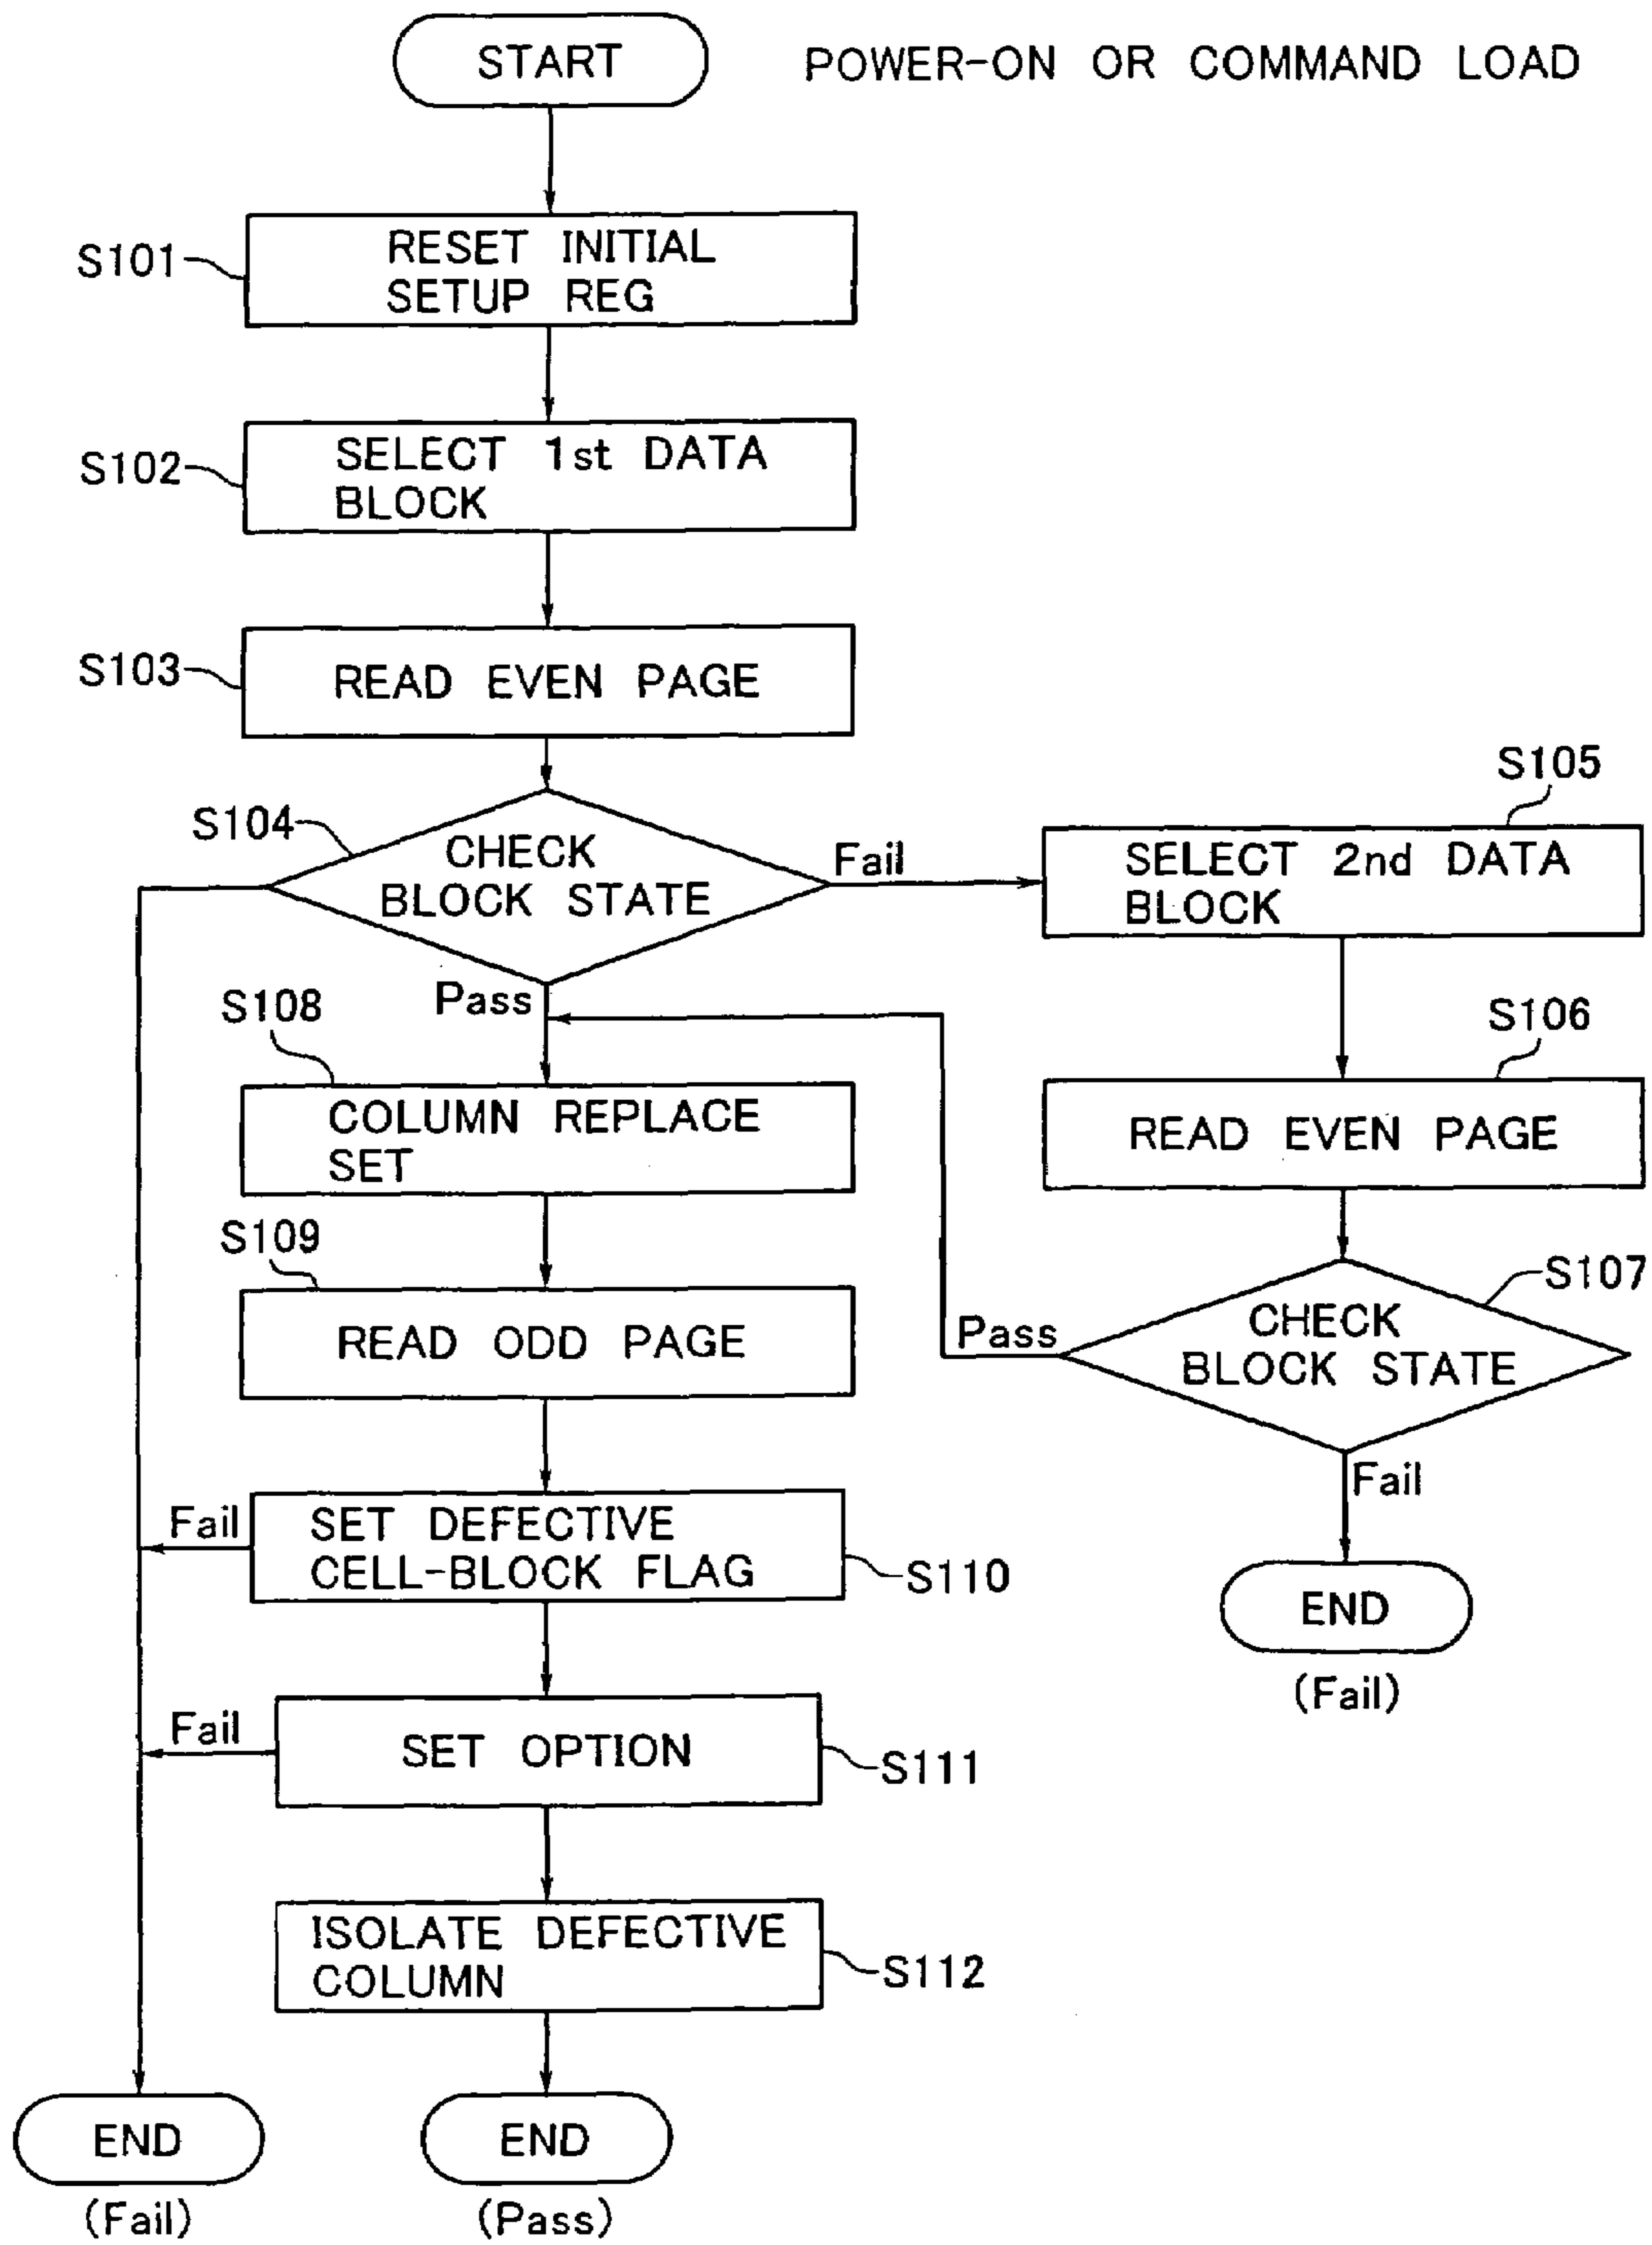 START
POWER-ON OR COMMAND LOAD
S101
RESET INITIAL
SETUP REG
S102
SELECT 1st DATA
BLOCK
S103
READ EVEN PAGE
S104
CHECK
BLOCK STATE
Fail
S105
SELECT 2nd DATA
BLOCK
Pass
S106
READ EVEN PAGE
S107
CHECK
BLOCK STATE
Pass
Fail
END
(Fail)
S108
COLUMN REPLACE
SET
S109
READ ODD PAGE
Fail
SET DEFECTIVE
CELL-BLOCK FLAG
S110
Fail
SET OPTION
S111
ISOLATE DEFECTIVE
COLUMN
S112
END
(Fail)
END
(Pass)